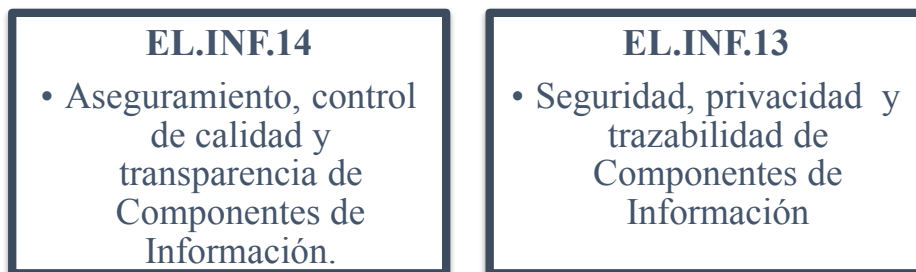 EL.INF.14
• Aseguramiento, control
de calidad y
transparencia de
Componentes de
Información.
EL.INF.13
• Seguridad, privacidad y
trazabilidad de
Componentes de
Información